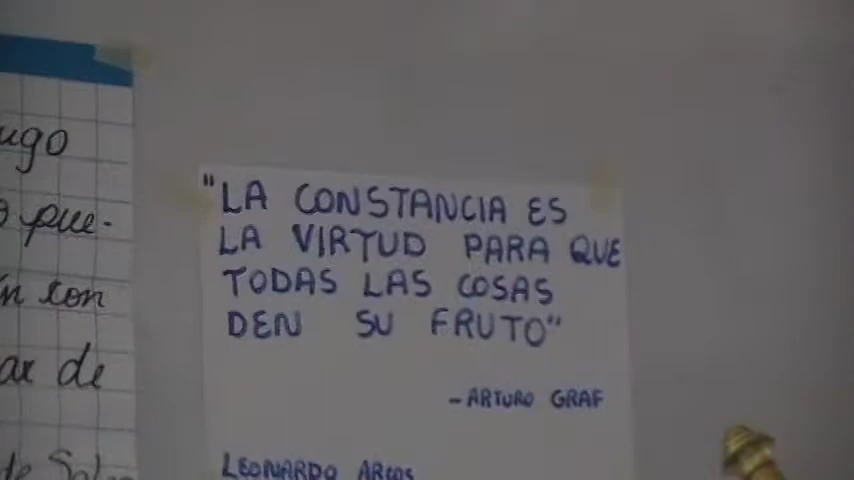 ugo
pue-
con
de
de
"LA CONSTANCIA ES
LA VIRTUD PARA QUE
TODAS LAS COSAS
DEN SU FRUTO"
-ARTURO GRAF
LEONARDO ARCOS